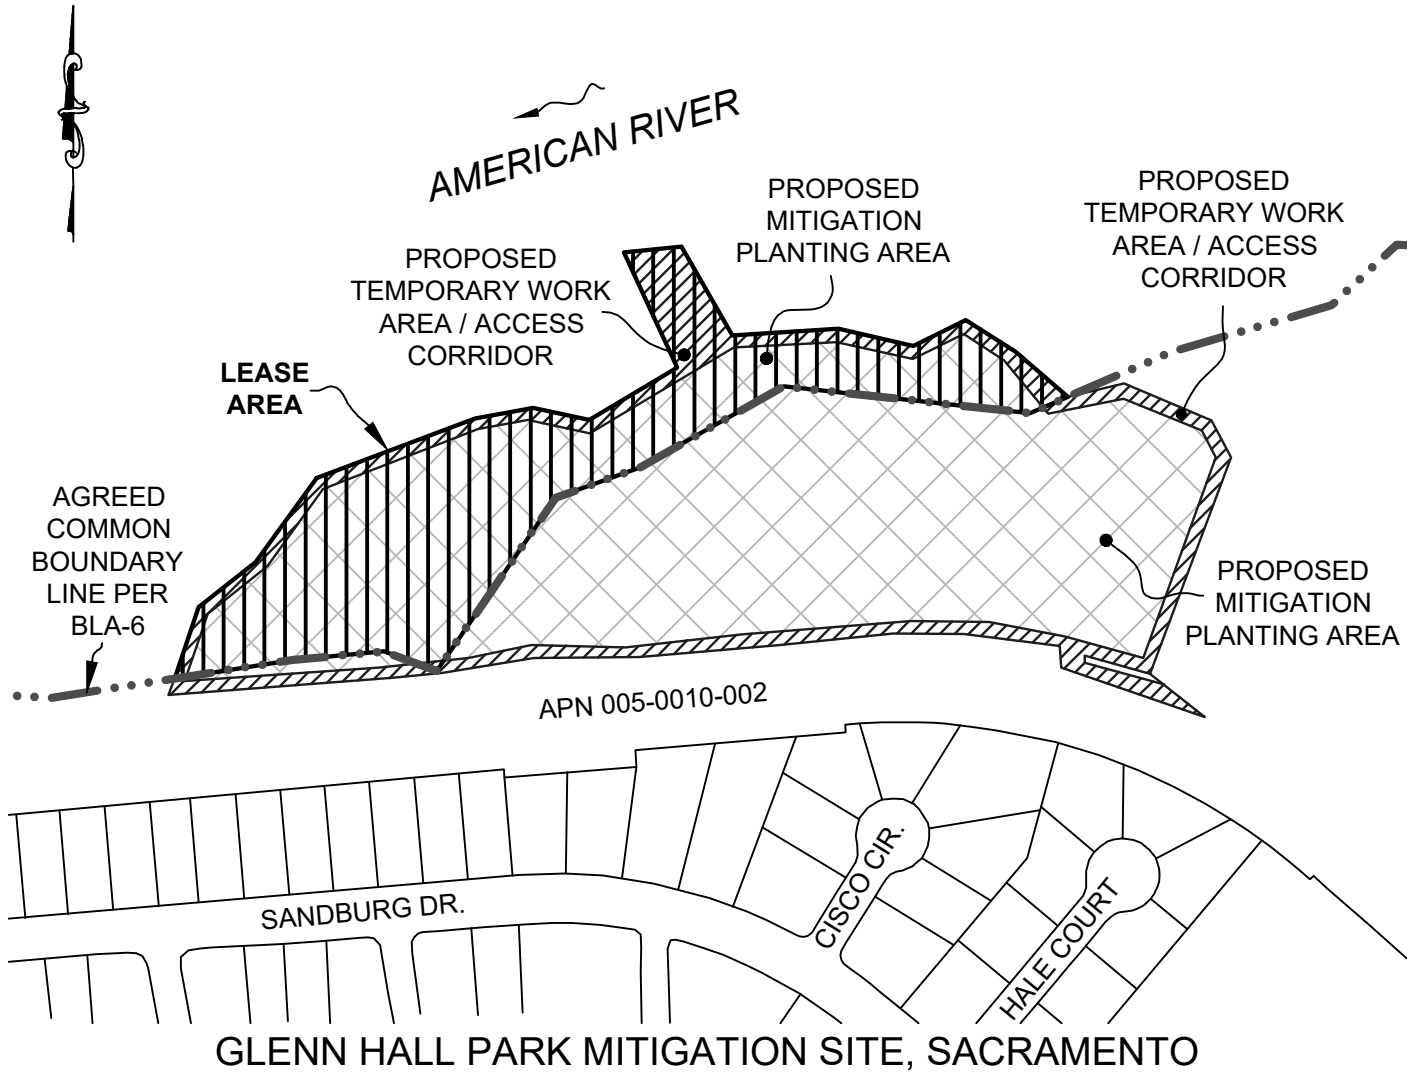 AMERICAN RIVER
PROPOSED
MITIGATION
PLANTING AREA
PROPOSED
TEMPORARY WORK
AREA / ACCESS
CORRIDOR
PROPOSED
TEMPORARY WORK
AREA / ACCESS
CORRIDOR
LEASE
AREA
AGREED
COMMON
BOUNDARY
LINE PER
BLA-6
PROPOSED
MITIGATION
PLANTING AREA
APN 005-0010-002
SANDBURG DR.
CISCO CIR.
HALE COURT
GLENN HALL PARK MITIGATION SITE, SACRAMENTO